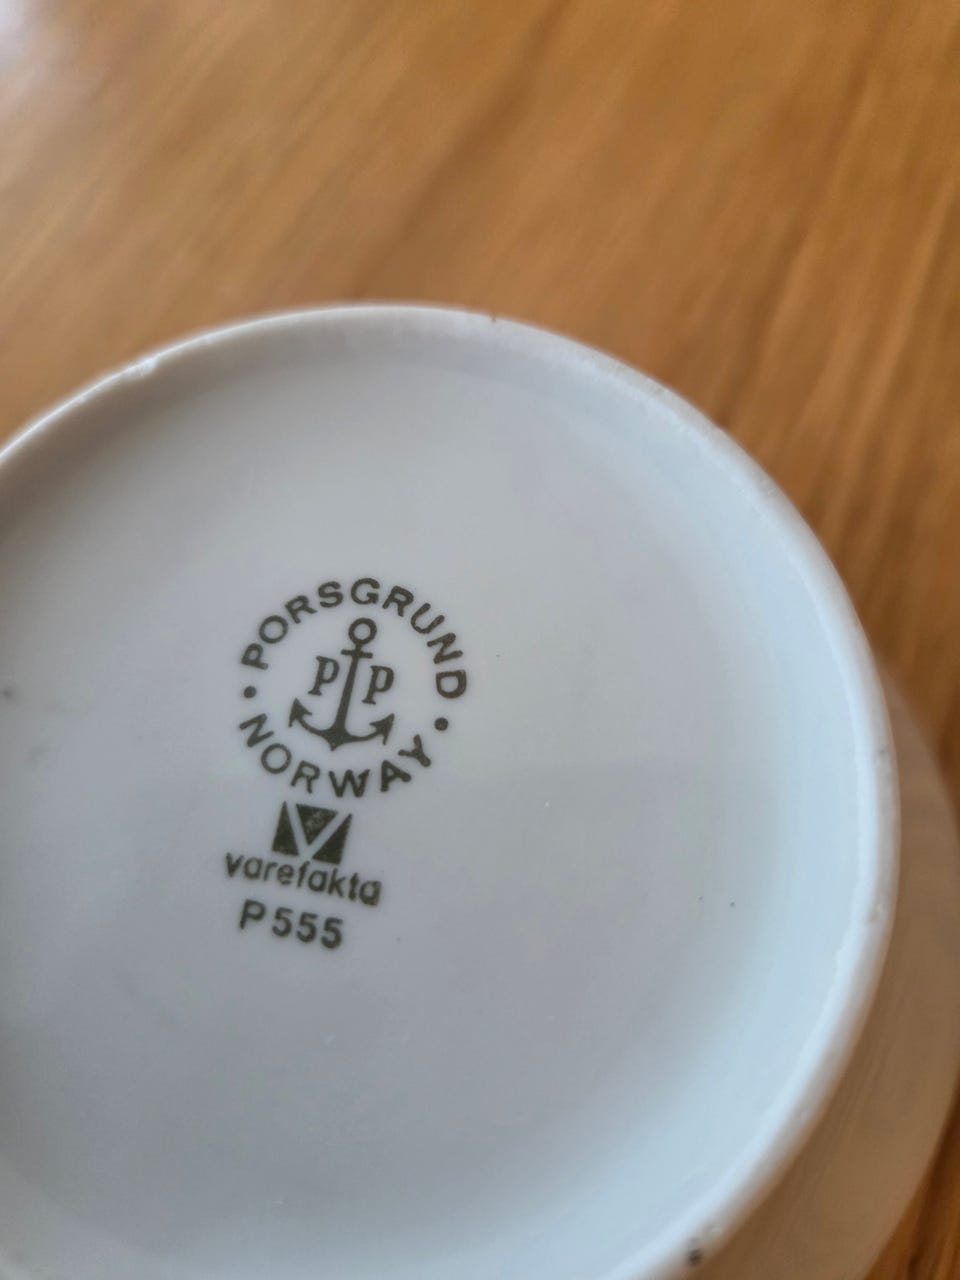 PORSGRUND
P P
NORWAY
varefakta
P555